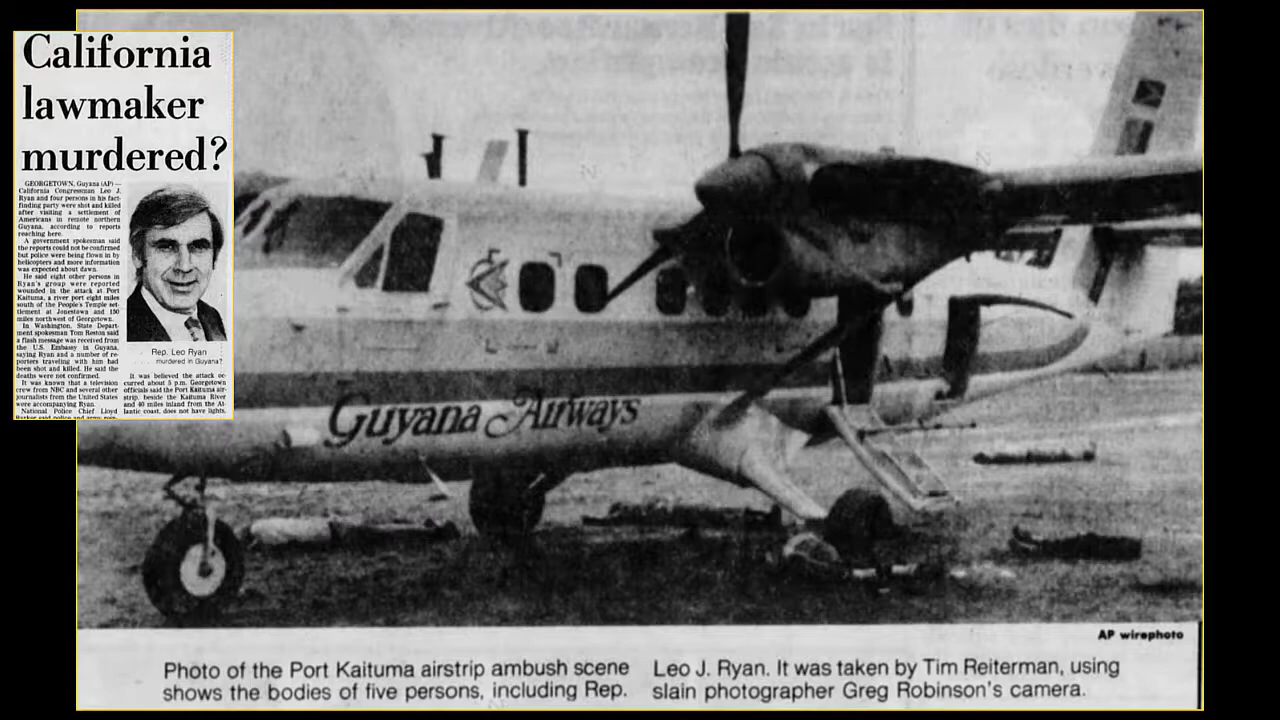 California
lawmaker
murdered?
GEORGETOWN, Guyana (AP) —
California Congressman Leo J.
Ryan and four persons in his fact-
finding party were shot and killed
after visiting a settlement of
Americans in remote northern
Guyana, according to reports
reaching here.
A government spokesman said
the reports could not be confirmed
but police were being flown in by
helicopters and more information
was expected about dawn.
He said eight other persons in
Ryan's group were reported
wounded in the attack at Port
Kaituma, a river port eight miles
south of the People's Temple set-
tlement at Jonestown and 150
miles northwest of Georgetown.
In Washington, State Depart-
ment spokesman Tom Reston said
a flash message was received from
the U.S. Embassy in Guyana,
saying Ryan and a number of re-
porters traveling with him had
been shot and killed. He said the
deaths were not confirmed.
It was known that a television
crew from NBC and several other
journalists from the United States
were accompanying Ryan.
National Police Chief Lloyd
Barker said police and army
Rep. Leo Ryan
murdered in Guyana?
It was believed the attack oc-
curred about 5 p.m. Georgetown
officials said the Port Kaituma air-
strip, beside the Kaituma River
and 40 miles inland from the At-
lantic coast, does not have lights,
Guyana Airways
AP wirephoto
Photo of the Port Kaituma airstrip ambush scene
shows the bodies of five persons, including Rep.
Leo J. Ryan. It was taken by Tim Reiterman, using
slain photographer Greg Robinson's camera.